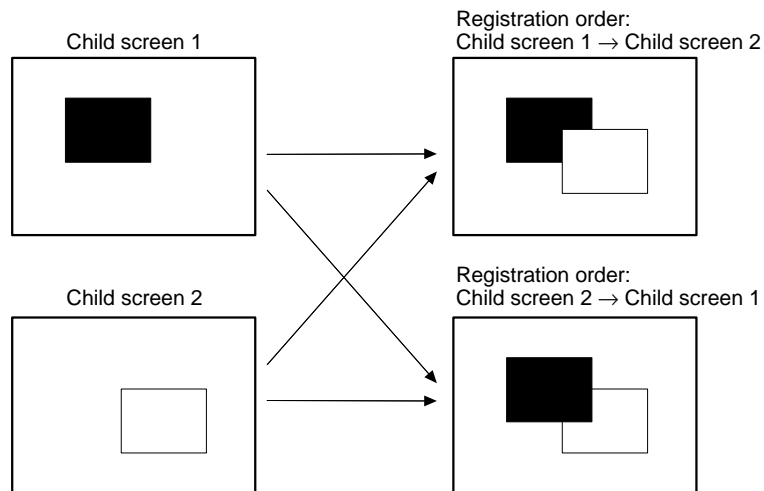 Child screen 1
Registration order:
Child screen 1 → Child screen 2
Child screen 2
Registration order:
Child screen 2 → Child screen 1